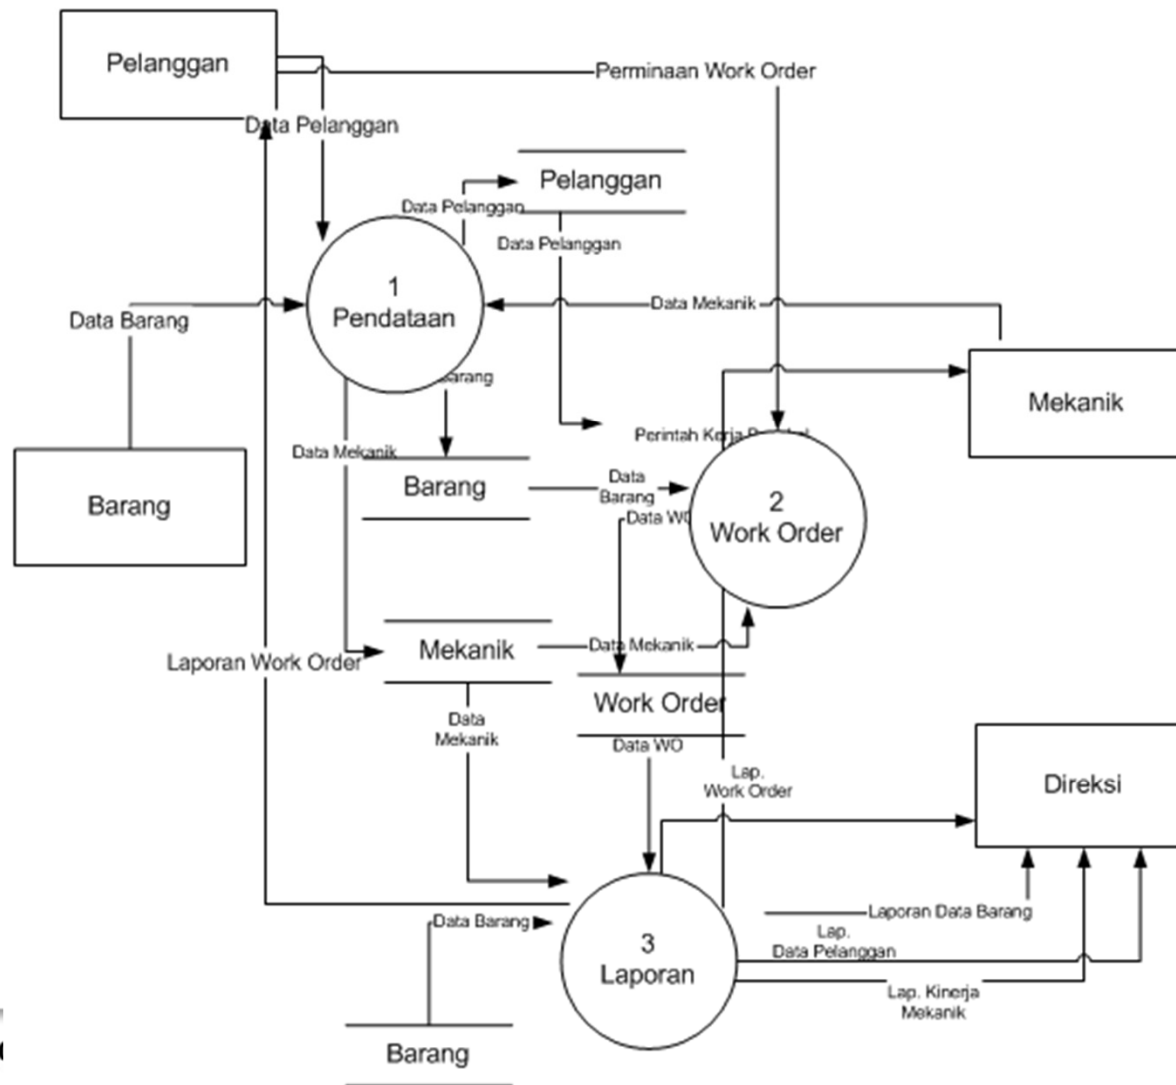 Pelanggan
Perminaan Work Order
Data Pelanggan
Pelanggan
Data Pelanggan
Data Pelanggan
1
Pendataan
Data Mekanik
Data Barang
Barang
Mekanik
Perintah Kerja
Data Mekanik
Barang
Data
Barang
2
Work Order
Barang
Data WO
Mekanik
Data Mekanik
Laporan Work Order
Work Order
Data
Mekanik
Data WO
Lap.
Work Order
Direksi
Laporan Data Barang
Data Barang
Lap.
Data Pelanggan
3
Laporan
Lap. Kinerja
Mekanik
Barang